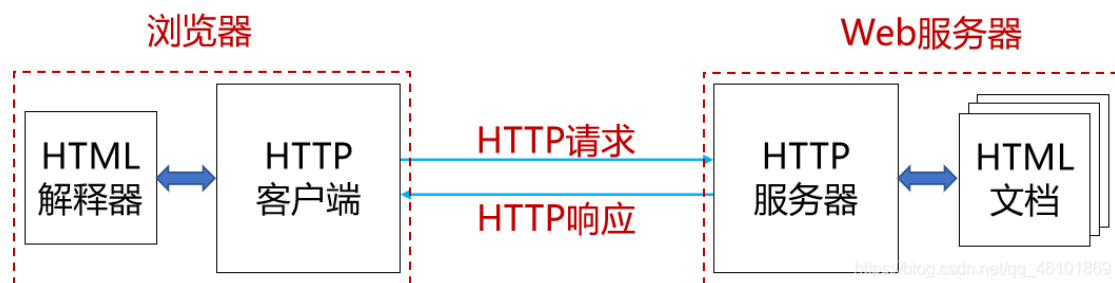 浏览器
Web服务器
HTML
解释器
HTTP
客户端
HTTP请求
HTTP响应
HTTP
服务器
HTML
文档
https://blog.csdn.net/qq_46101869